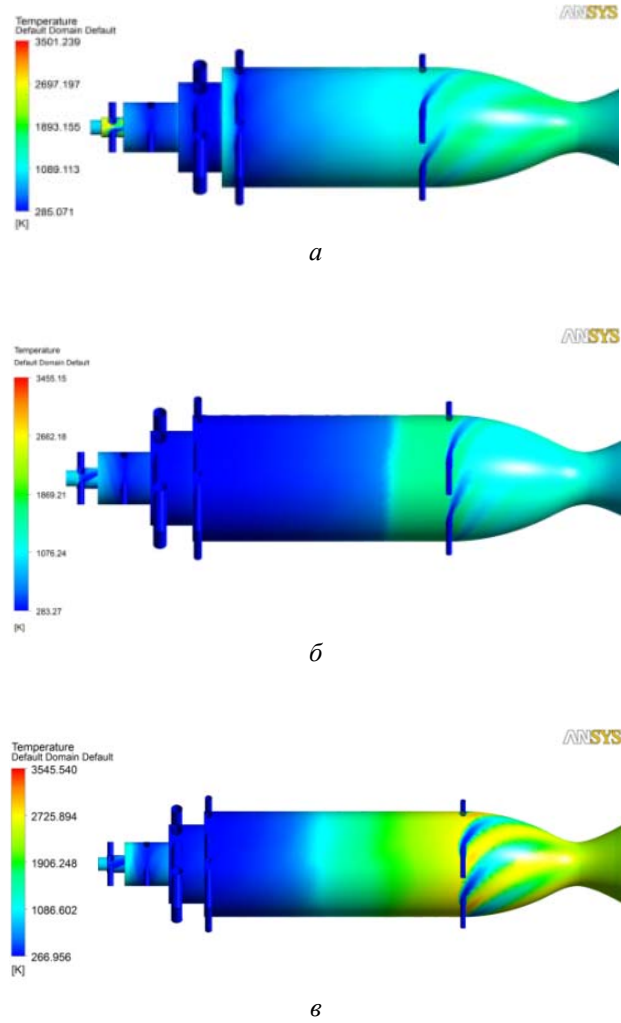 ANSYS
Temperature
Default Domain Default
3501.239
2697.197
1893.155
1089.113
285.071
[K]
а
ANSYS
Temperature
Default Domain Default
3455.15
2662.18
1869.21
1076.24
283.27
[K]
б
ANSYS
Temperature
Default Domain Default
3545.540
2725.894
1906.248
1086.602
266.956
[K]
в